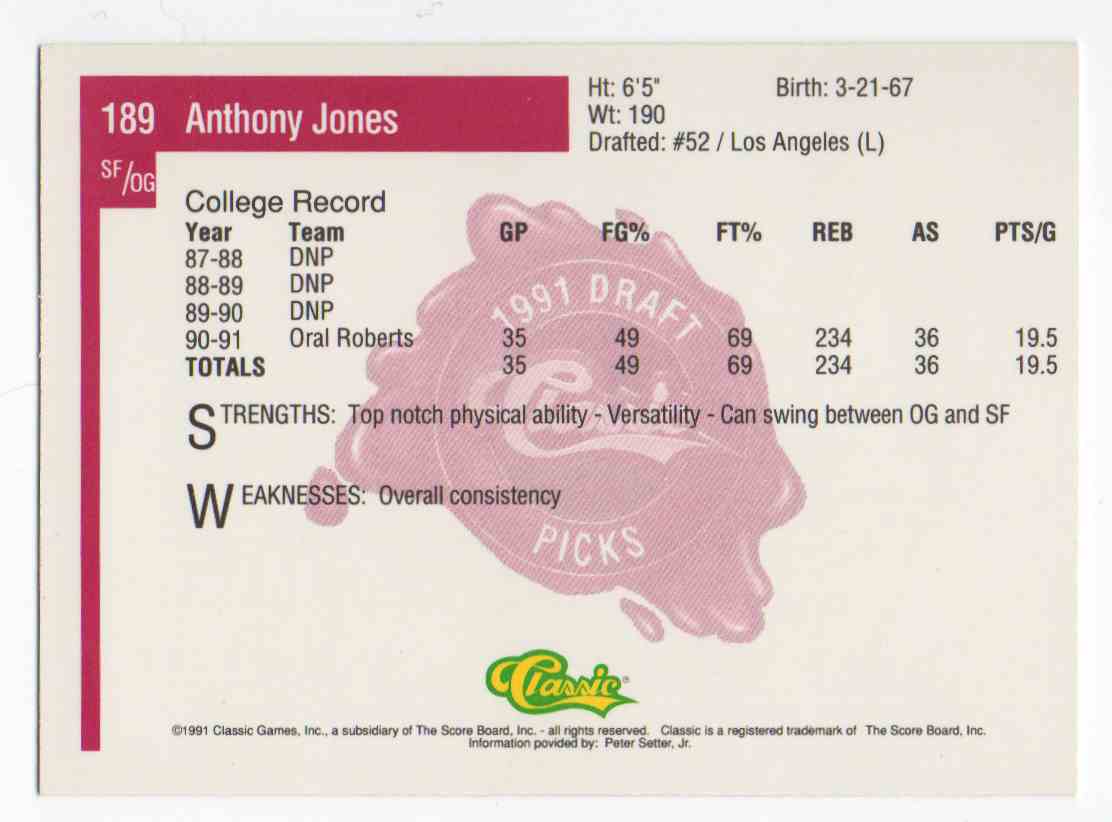 189 Anthony Jones
SF/OG
Ht: 6'5" Birth: 3-21-67
Wt: 190
Drafted: #52 / Los Angeles (L)
College Record
Year Team GP FG% FT% REB AS PTS/G
87-88 DNP
88-89 DNP
89-90 DNP
90-91 Oral Roberts 35 49 69 234 36 19.5
TOTALS 35 49 69 234 36 19.5
STRENGTHS: Top notch physical ability - Versatility - Can swing between OG and SF
WEAKNESSES: Overall consistency
1991 DRAFT
Classic
PICKS
Classic®
©1991 Classic Games, Inc., a subsidiary of The Score Board, Inc. - all rights reserved. Classic is a registered trademark of The Score Board, Inc.
Information provided by: Peter Setter, Jr.